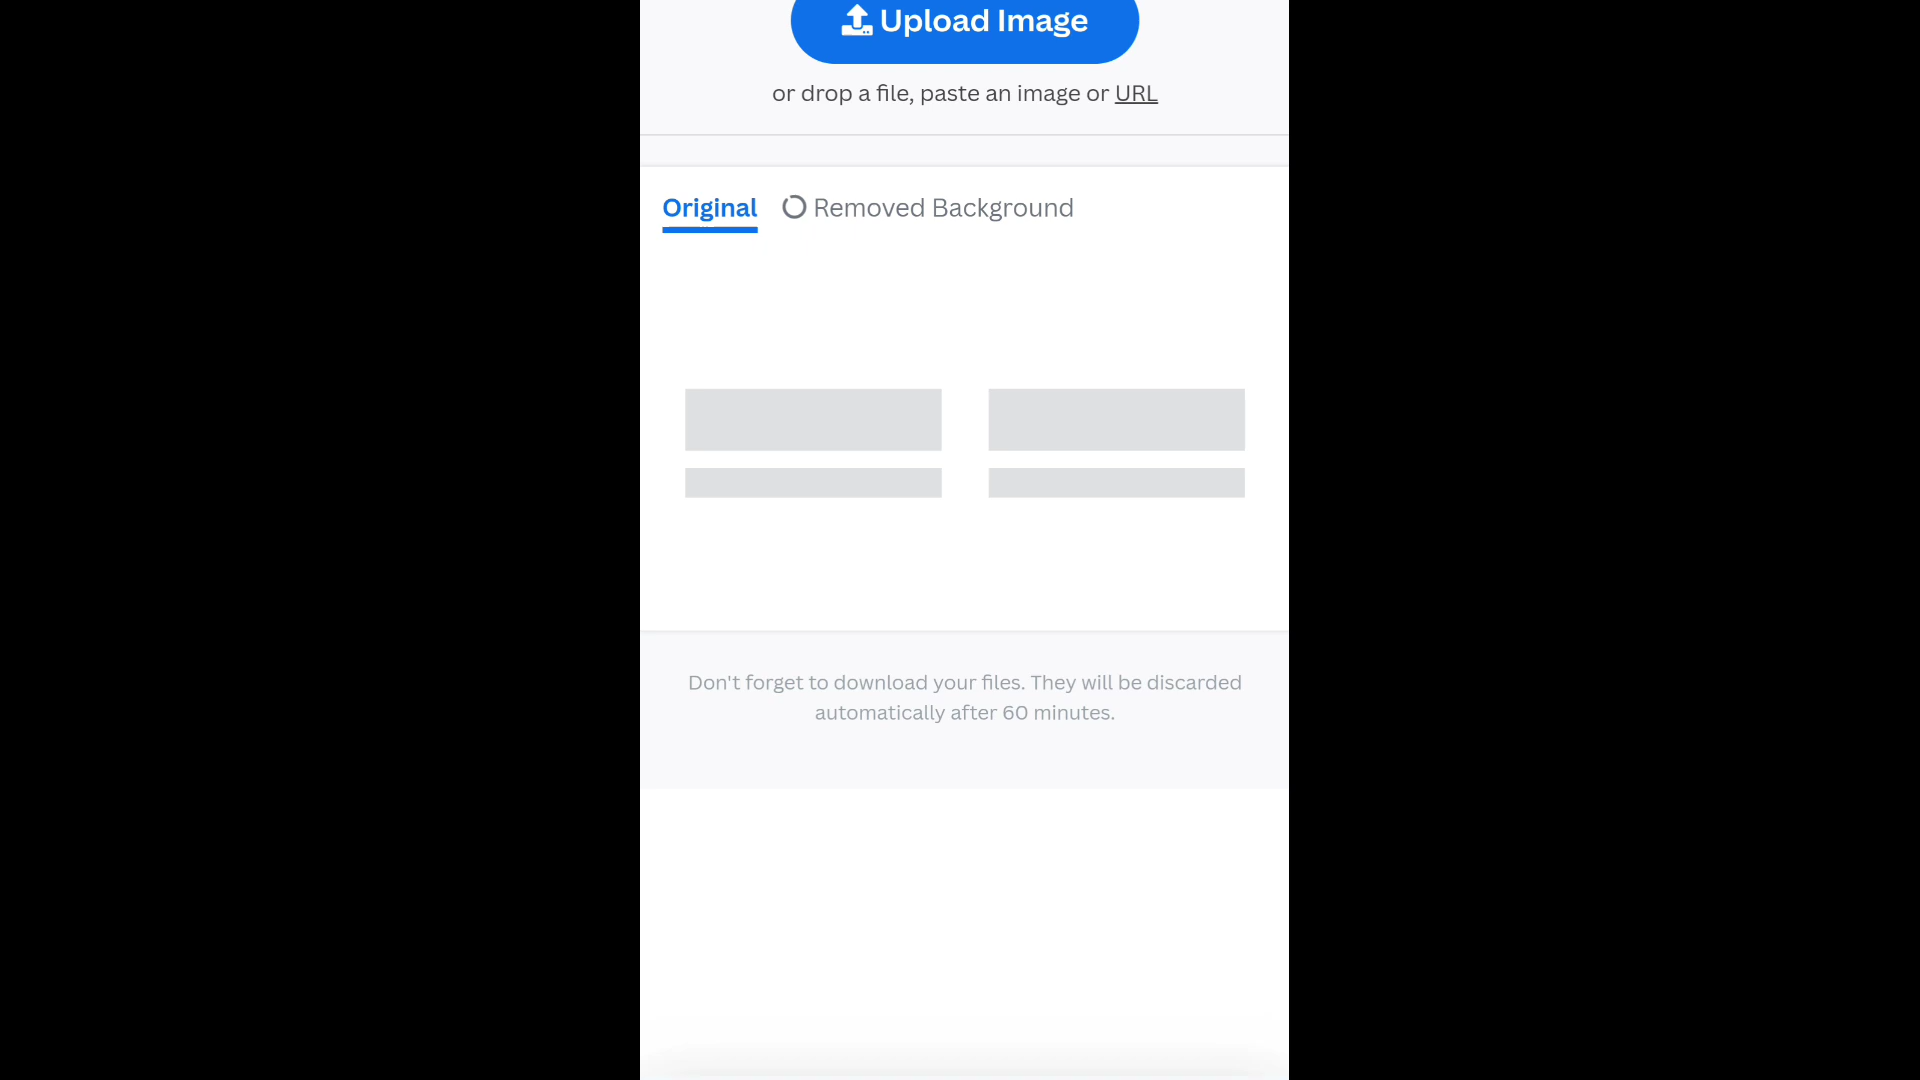 Upload Image
or drop a file, paste an image or URL
Original Removed Background
Don't forget to download your files. They will be discarded
automatically after 60 minutes.